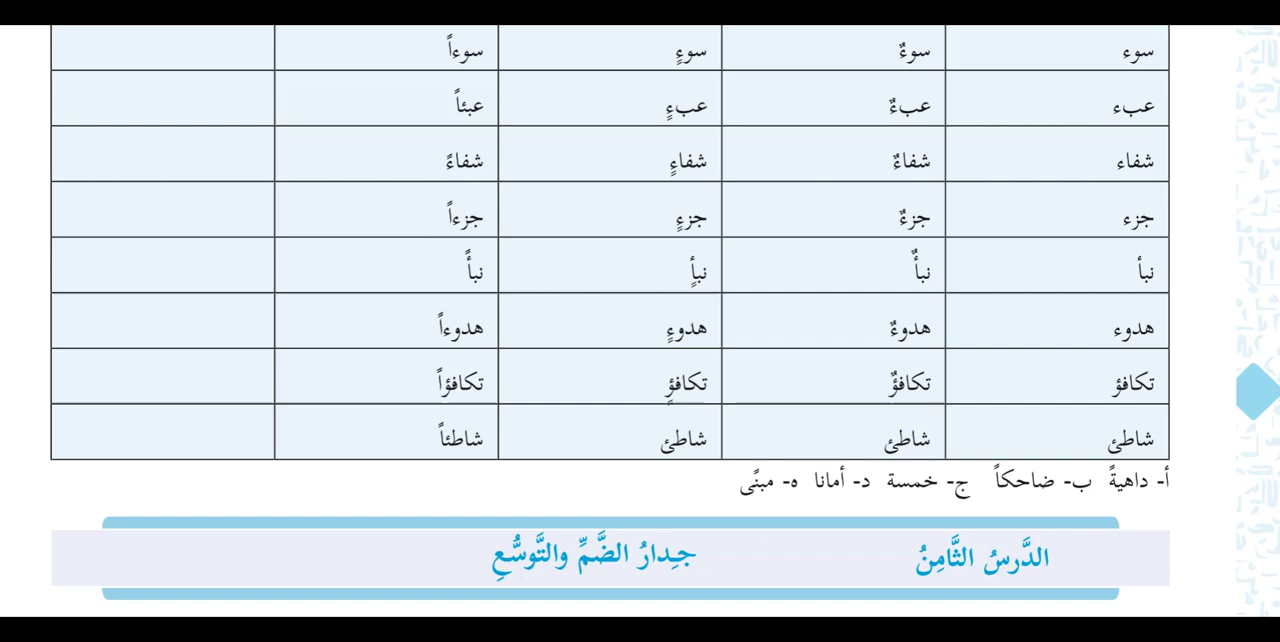 سوء سوءٌ سوءٍ سوءاً
عبء عبءٌ عبءٍ عبئاً
شفاء شفاءٌ شفاءٍ شفاءً
جزء جزءٌ جزءٍ جزءاً
نبأ نبأٌ نبأٍ نبأً
هدوء هدوءٌ هدوءٍ هدوءاً
تكافؤ تكافؤٌ تكافؤٍ تكافؤاً
شاطئ شاطئ شاطئ شاطئاً
أ- داهيةً ب- ضاحكاً ج- خمسة د- أمانا ه- مبنًى
الدَّرسُ الثَّامِنُ جـِدارُ الضَّمِّ والتَّوسُّعِ